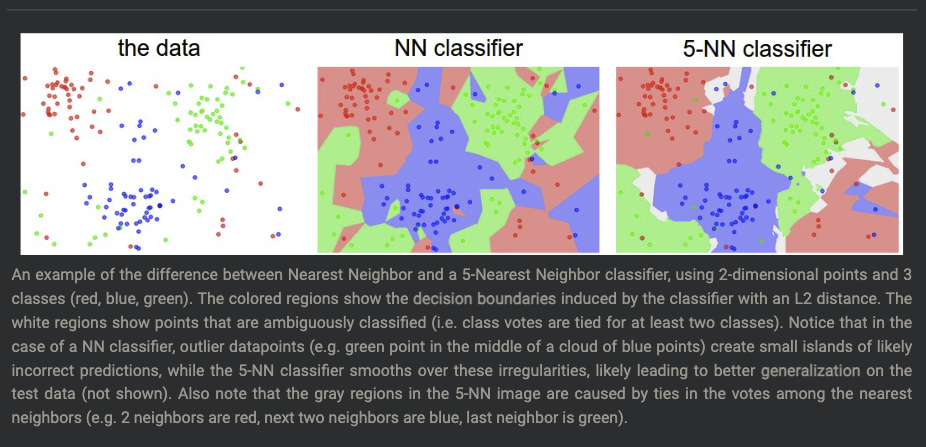 the data NN classifier 5-NN classifier
An example of the difference between Nearest Neighbor and a 5-Nearest Neighbor classifier, using 2-dimensional points and 3
classes (red, blue, green). The colored regions show the decision boundaries induced by the classifier with an L2 distance. The
white regions show points that are ambiguously classified (i.e. class votes are tied for at least two classes). Notice that in the
case of a NN classifier, outlier datapoints (e.g. green point in the middle of a cloud of blue points) create small islands of likely
incorrect predictions, while the 5-NN classifier smooths over these irregularities, likely leading to better generalization on the
test data (not shown). Also note that the gray regions in the 5-NN image are caused by ties in the votes among the nearest
neighbors (e.g. 2 neighbors are red, next two neighbors are blue, last neighbor is green).